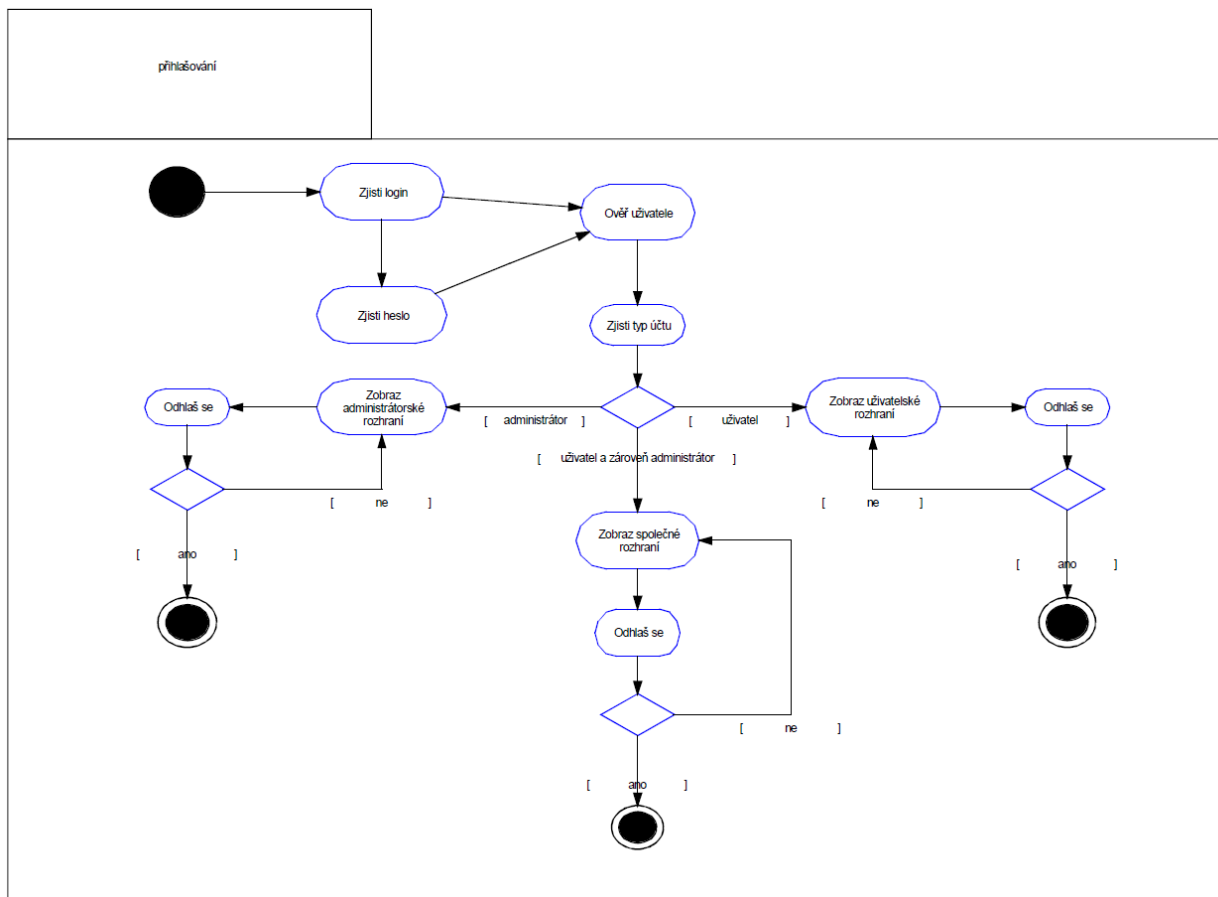 přihlašování
Zjisti login
Ověř uživatele
Zjisti heslo
Zjisti typ účtu
Odhlaš se
Zobraz
administrátorské
rozhraní
[ administrátor ]
[ uživatel ]
Zobraz uživatelské
rozhraní
Odhlaš se
[ uživatel a zároveň administrátor ]
[ ne ]
[ ne ]
Zobraz společné
rozhraní
[ ano ]
[ ano ]
Odhlaš se
[ ne ]
[ ano ]